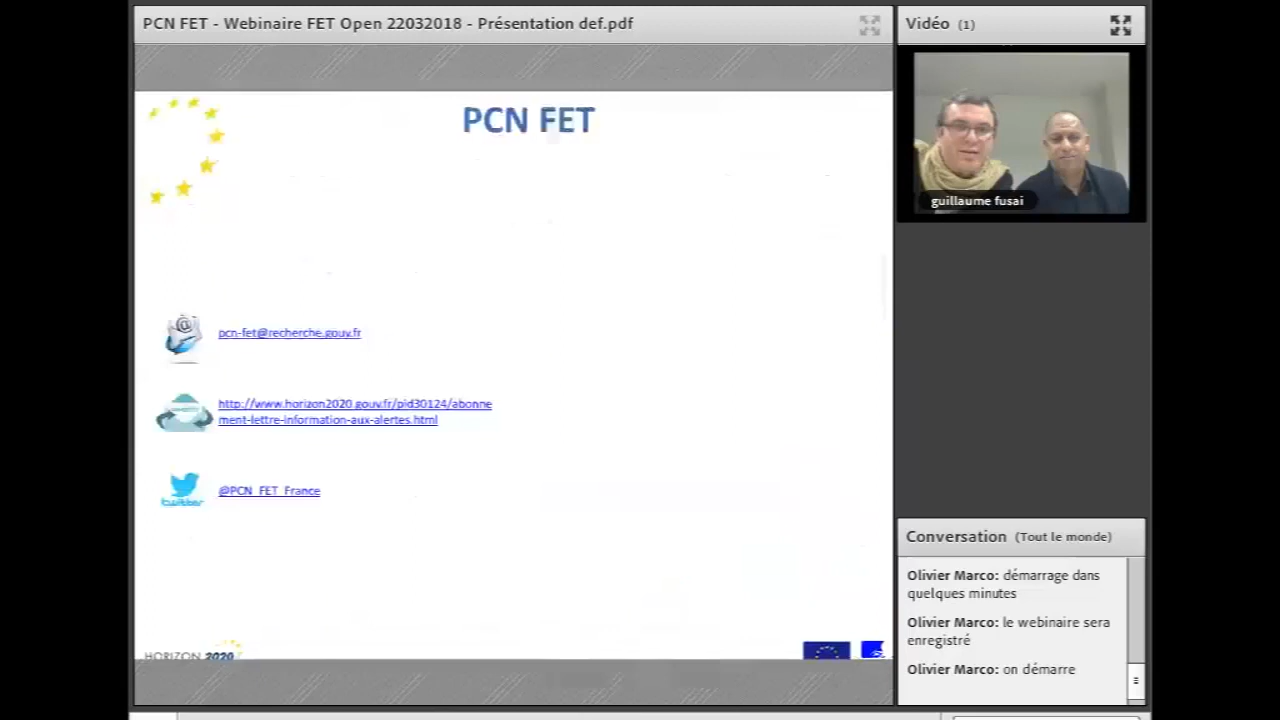 PCN FET - Webinaire FET Open 22032018 - Présentation def.pdf
PCN FET
pcn-fet@recherche.gouv.fr
http://www.horizon2020.gouv.fr/pid30124/abonne
ment-lettre-information-aux-alertes.html
twitter
@PCN_FET_France
HORIZON 2020
Vidéo (1)
guillaume fusai
Conversation (Tout le monde)
Olivier Marco: démarrage dans
quelques minutes
Olivier Marco: le webinaire sera
enregistré
Olivier Marco: on démarre